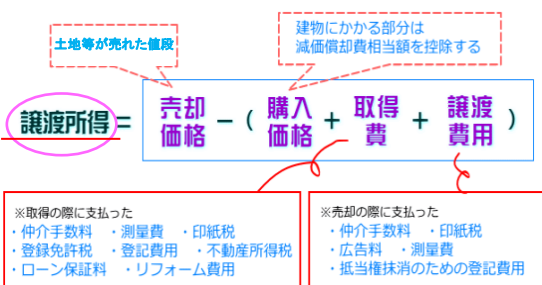 土地等が売れた値段
建物にかかる部分は
減価償却費相当額を控除する
譲渡所得 = 売却価格 - ( 購入価格 + 取得費 + 譲渡費用 )
※取得の際に支払った
・仲介手数料 ・測量費 ・印紙税
・登録免許税 ・登記費用 ・不動産所得税
・ローン保証料 ・リフォーム費用
※売却の際に支払った
・仲介手数料 ・印紙税
・広告料 ・測量費
・抵当権抹消のための登記費用